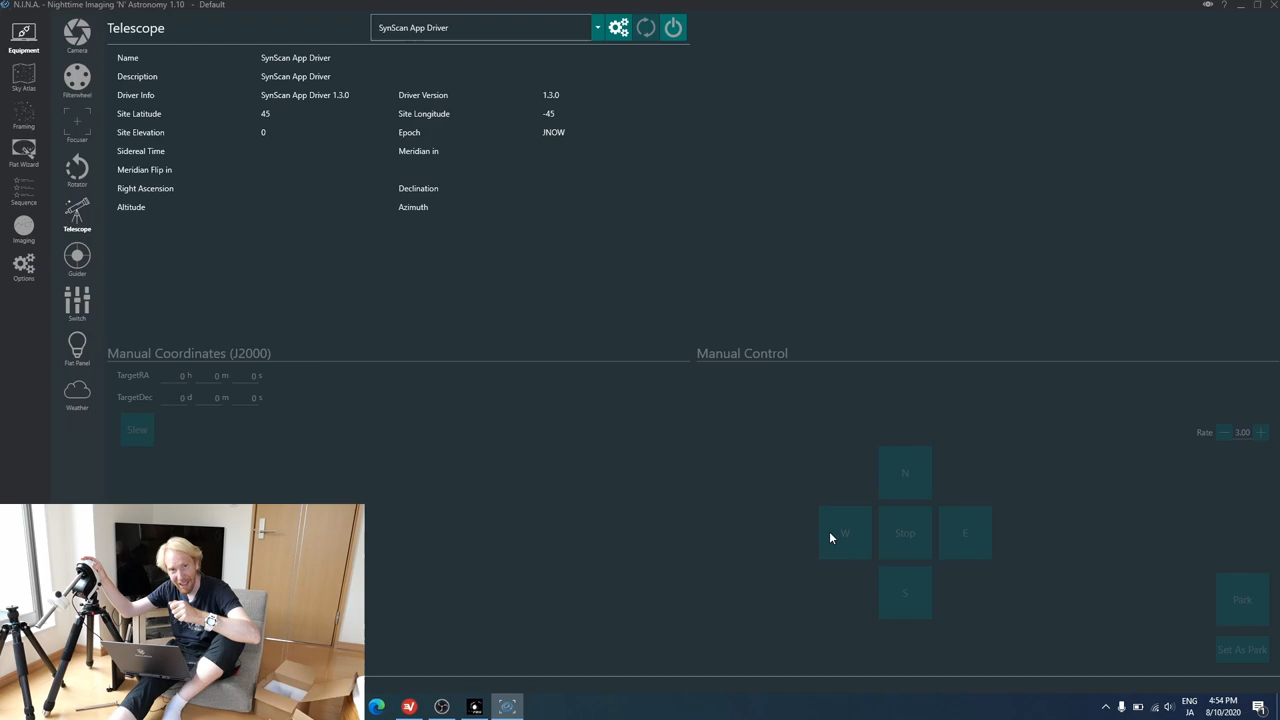 N.I.N.A. - Nighttime Imaging 'N' Astronomy 1.10 - Default
Equipment
Sky Atlas
Framing
Flat Wizard
Sequence
Imaging
Options
Camera
Filterwheel
Focuser
Rotator
Telescope
Guider
Switch
Flat Panel
Weather
Telescope
SynScan App Driver
Name SynScan App Driver
Description SynScan App Driver
Driver Info SynScan App Driver 1.3.0 Driver Version 1.3.0
Site Latitude 45 Site Longitude -45
Site Elevation 0 Epoch JNOW
Sidereal Time Meridian in
Meridian Flip in
Right Ascension Declination
Altitude Azimuth
Manual Coordinates (J2000)
TargetRA 0 h 0 m 0 s
TargetDec 0 d 0 m 0 s
Slew
Manual Control
Rate 3.00
N
W Stop E
S
Park
Set As Park
ENG
JA
4:54 PM
8/10/2020